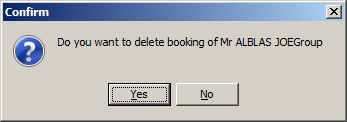 Confirm
Do you want to delete booking of Mr ALBLAS JOEGroup
Yes No